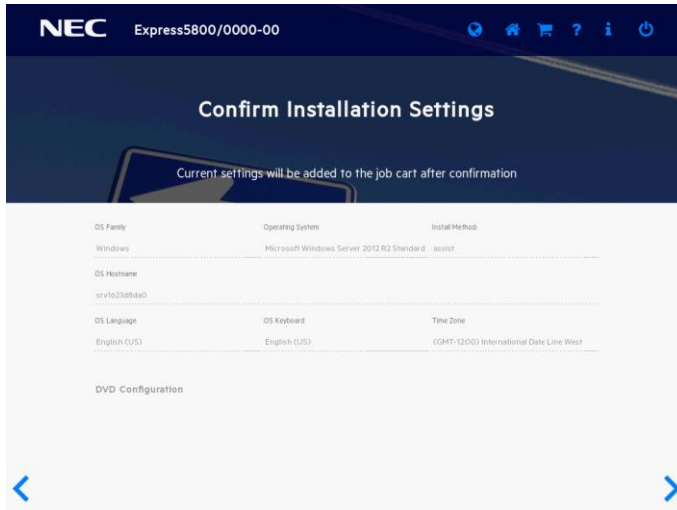 NEC Express5800/0000-00
Confirm Installation Settings
Current settings will be added to the job cart after confirmation
OS Family Operating System Install Method
Windows Microsoft Windows Server 2012 R2 Standard assist
OS Hostname
srv1d23d8da0
OS Language OS Keyboard Time Zone
English (US) English (US) (GMT-12:00) International Date Line West
DVD Configuration